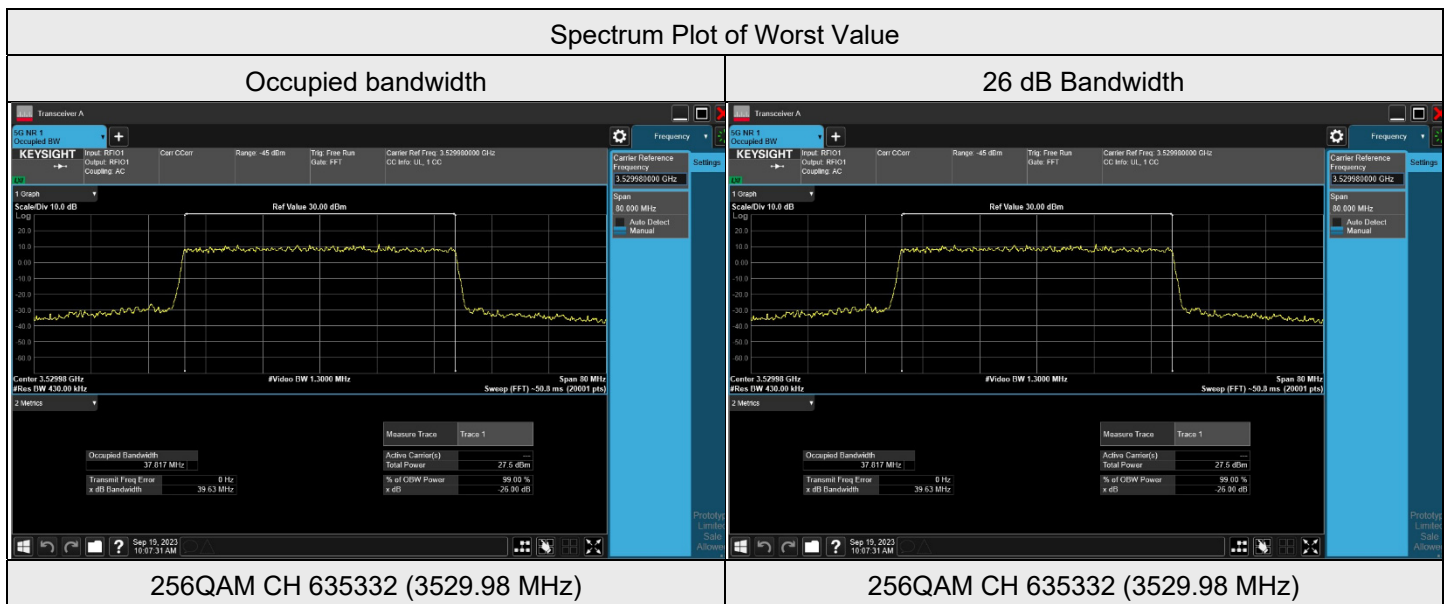 Spectrum Plot of Worst Value
Occupied bandwidth
26 dB Bandwidth
Transceiver A
5G NR 1
Occupied BW
+
Frequency
KEYSIGHT
Input: RFIO1
Output: RFIO1
Coupling: AC
Corr CCorr
Range: -45 dBm
Trig: Free Run
Gate: FFT
Carrier Ref Freq: 3.529980000 GHz
CC Info: UL, 1 CC
Carrier Reference
Frequency
3.529980000 GHz
Settings
Span
80.000 MHz
Auto Detect
Manual
1 Graph
Scale/Div 10.0 dB
Ref Value 30.00 dBm
Log
20.0
10.0
0.00
-10.0
-20.0
-30.0
-40.0
-50.0
-60.0
Center 3.52998 GHz
#Video BW 1.3000 MHz
Span 80 MHz
#Res BW 430.00 kHz
Sweep (FFT) ~50.8 ms (20001 pts)
2 Metrics
Measure Trace Trace 1
Occupied Bandwidth
37.817 MHz
Active Carrier(s) ---
Total Power 27.5 dBm
Transmit Freq Error 0 Hz
x dB Bandwidth 39.63 MHz
% of OBW Power 99.00 %
x dB -26.00 dB
Prototype
Limited
Sale
Allowed
?
Sep 19, 2023
10:07:31 AM
Transceiver A
5G NR 1
Occupied BW
+
Frequency
KEYSIGHT
Input: RFIO1
Output: RFIO1
Coupling: AC
Corr CCorr
Range: -45 dBm
Trig: Free Run
Gate: FFT
Carrier Ref Freq: 3.529980000 GHz
CC Info: UL, 1 CC
Carrier Reference
Frequency
3.529980000 GHz
Settings
Span
80.000 MHz
Auto Detect
Manual
1 Graph
Scale/Div 10.0 dB
Ref Value 30.00 dBm
Log
20.0
10.0
0.00
-10.0
-20.0
-30.0
-40.0
-50.0
-60.0
Center 3.52998 GHz
#Video BW 1.3000 MHz
Span 80 MHz
#Res BW 430.00 kHz
Sweep (FFT) ~50.8 ms (20001 pts)
2 Metrics
Measure Trace Trace 1
Occupied Bandwidth
37.817 MHz
Active Carrier(s) ---
Total Power 27.5 dBm
Transmit Freq Error 0 Hz
x dB Bandwidth 39.63 MHz
% of OBW Power 99.00 %
x dB -26.00 dB
Prototyp
Limited
Sale
Allowed
?
Sep 19, 2023
10:07:31 AM
256QAM CH 635332 (3529.98 MHz)
256QAM CH 635332 (3529.98 MHz)